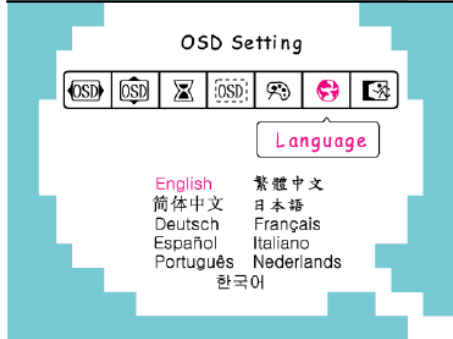 OSD Setting
OSD OSD OSD
Language
English 繁體中文
简体中文 日本語
Deutsch Français
Español Italiano
Português Nederlands
한국어